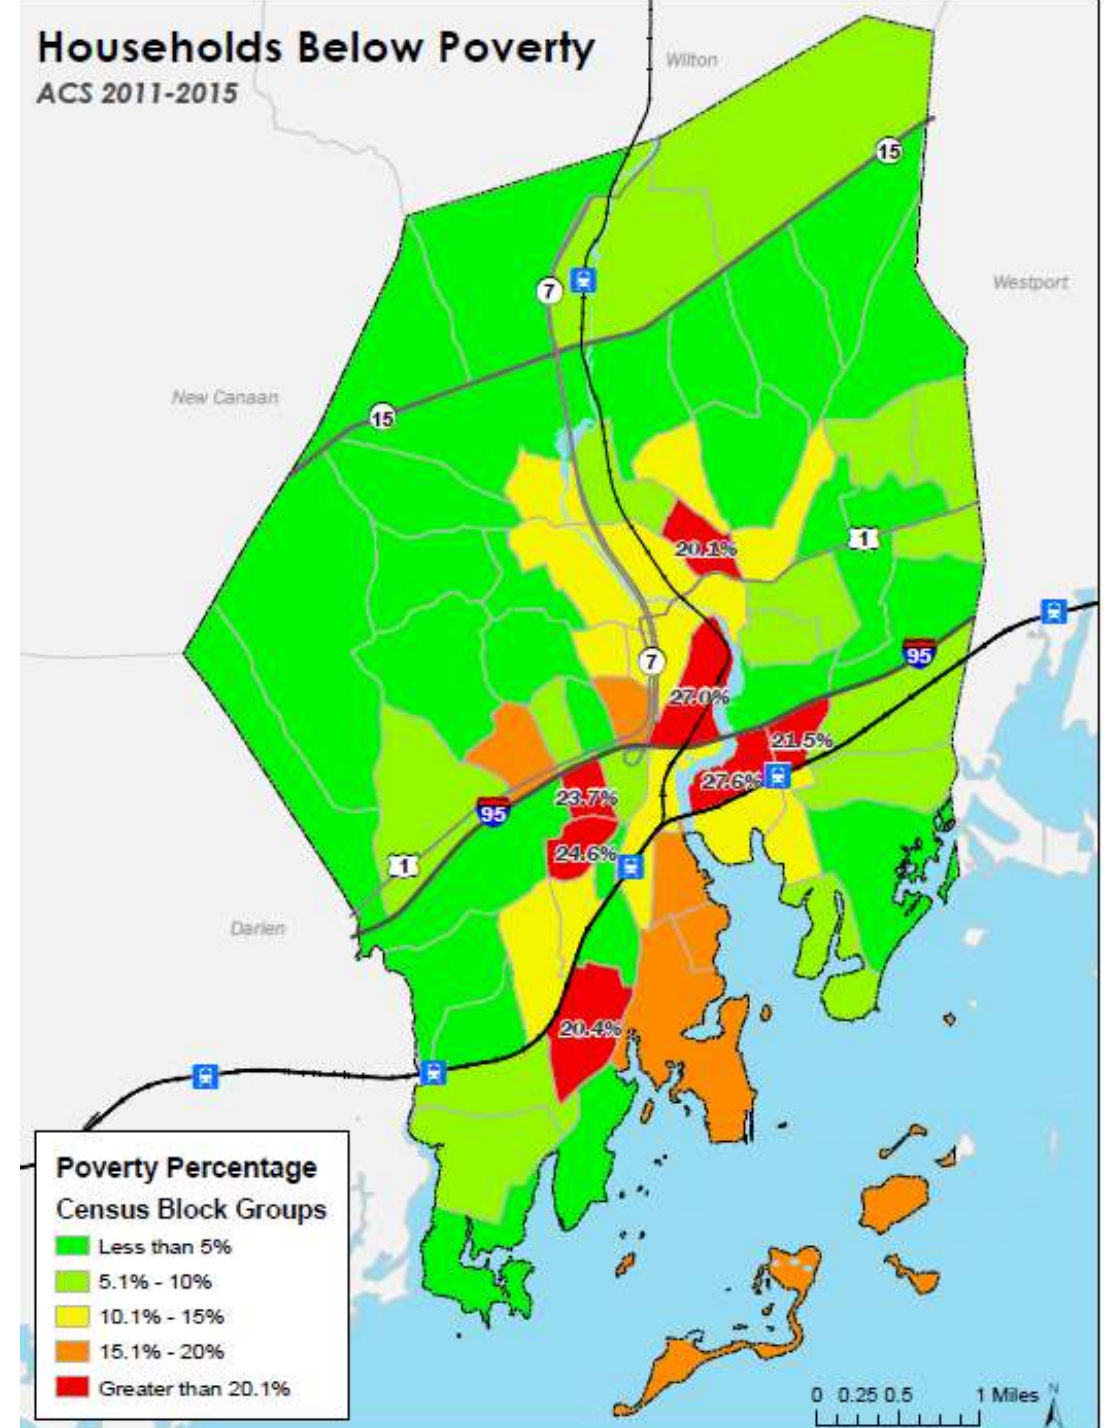 Households Below Poverty
ACS 2011-2015
Wilton
15
Westport
7
New Canaan
15
1
20.1%
95
7
27.0%
21.5%
27.6%
23.7%
95
24.6%
1
Darien
20.4%
Poverty Percentage
Census Block Groups
Less than 5%
5.1% - 10%
10.1% - 15%
15.1% - 20%
Greater than 20.1%
0 0.25 0.5 1 Miles
N